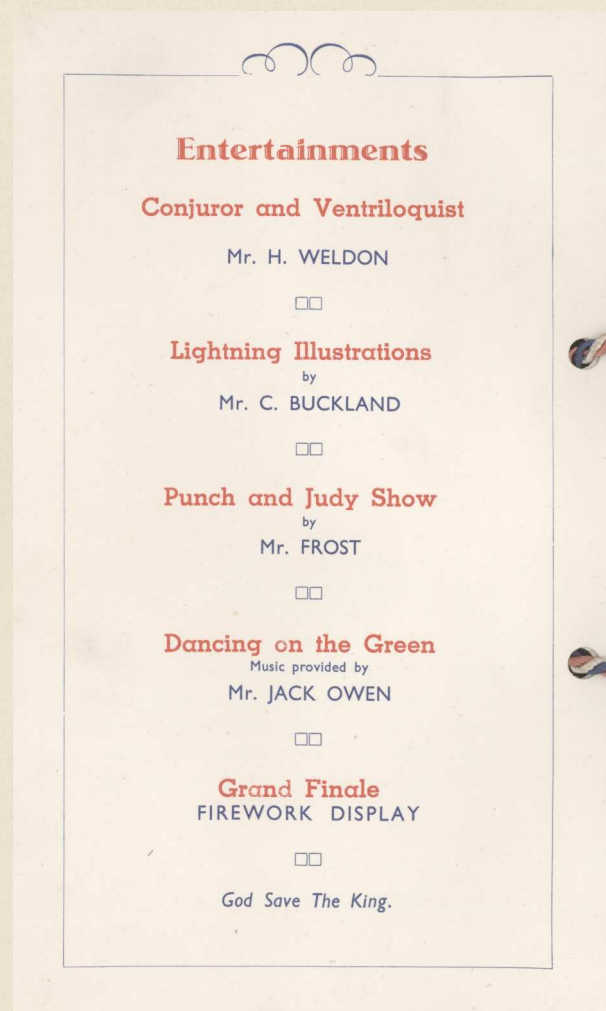 Entertainments
Conjuror and Ventriloquist
Mr. H. WELDON
Lightning Illustrations
by
Mr. C. BUCKLAND
Punch and Judy Show
by
Mr. FROST
Dancing on the Green
Music provided by
Mr. JACK OWEN
Grand Finale
FIREWORK DISPLAY
God Save The King.